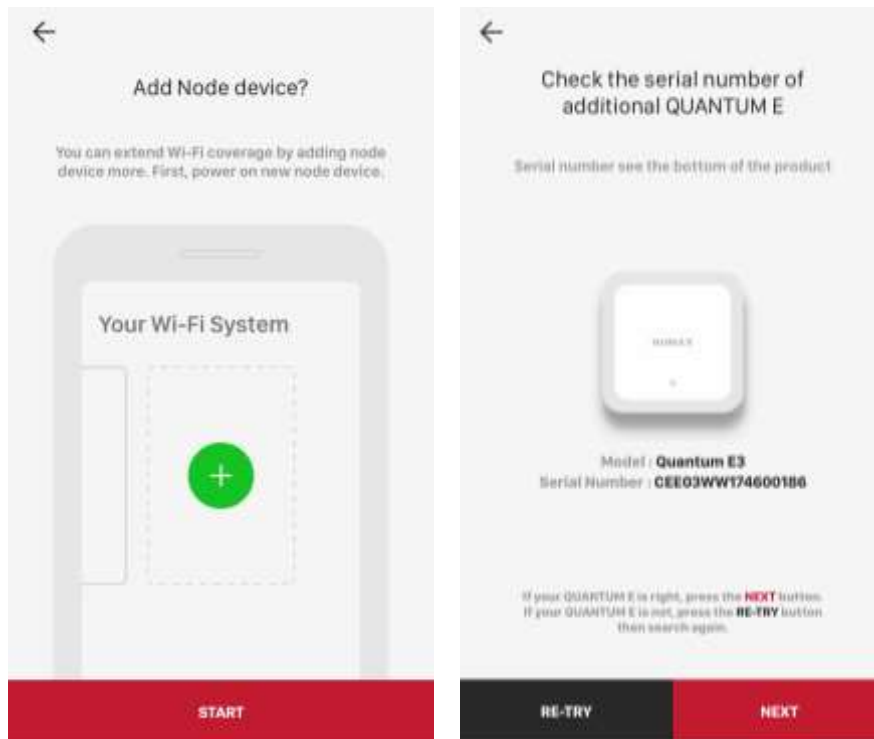 Add Node device?
You can extend Wi-Fi coverage by adding node
device more. First, power on new node device.
Your Wi-Fi System
START
Check the serial number of
additional QUANTUM E
Serial number see the bottom of the product
HUMAX
Model : Quantum E3
Serial Number : CEE03WW174600186
If your QUANTUM E is right, press the NEXT button.
If your QUANTUM E is not, press the RE-TRY button
then search again.
RE-TRY
NEXT